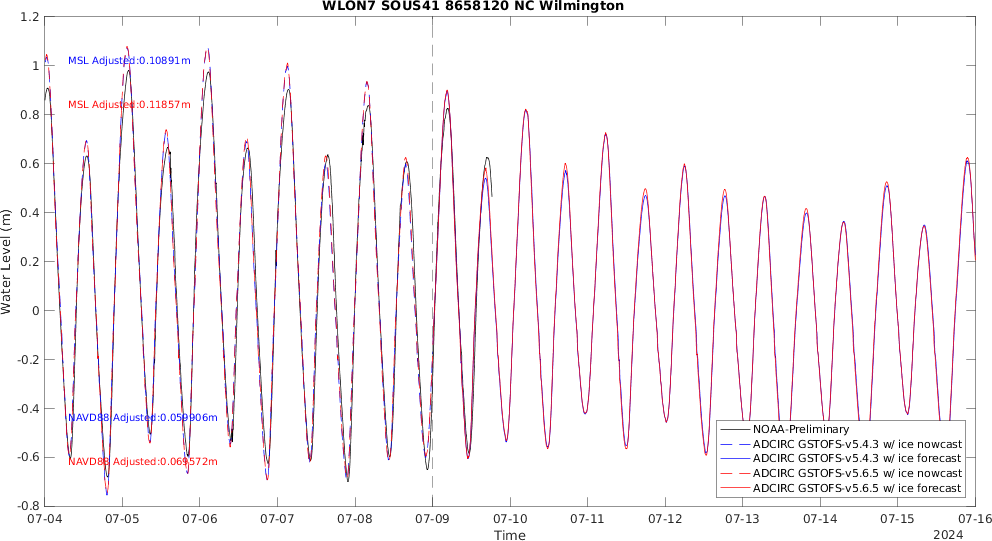 WLON7 SOUS41 8658120 NC Wilmington
1.2
1
0.8
0.6
0.4
0.2
0
-0.2
-0.4
-0.6
-0.8
Water Level (m)
MSL Adjusted:0.10891m
MSL Adjusted:0.11857m
NAVD88 Adjusted:0.059906m
NAVD88 Adjusted:0.069572m
NOAA-Preliminary
ADCIRC GSTOFS-v5.4.3 w/ ice nowcast
ADCIRC GSTOFS-v5.4.3 w/ ice forecast
ADCIRC GSTOFS-v5.6.5 w/ ice nowcast
ADCIRC GSTOFS-v5.6.5 w/ ice forecast
07-04 07-05 07-06 07-07 07-08 07-09 07-10 07-11 07-12 07-13 07-14 07-15 07-16
Time
2024